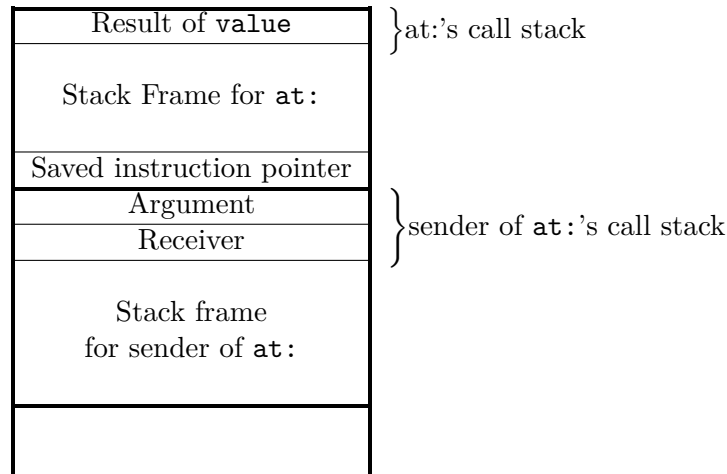 Result of value
at:'s call stack
Stack Frame for at:
Saved instruction pointer
Argument
Receiver
sender of at:'s call stack
Stack frame
for sender of at: